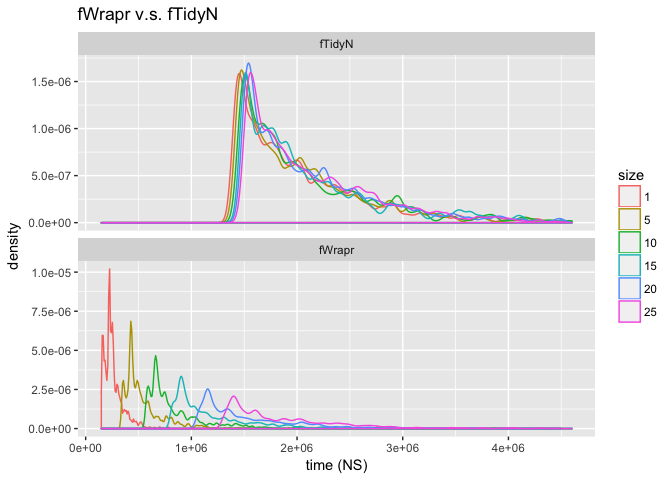 fWrapr v.s. fTidyN
fTidyN
1.5e-06
1.0e-06
5.0e-07
0.0e+00
fWrapr
1.0e-05
7.5e-06
5.0e-06
2.5e-06
0.0e+00
density
0e+00 1e+06 2e+06 3e+06 4e+06
time (NS)
size
1
5
10
15
20
25